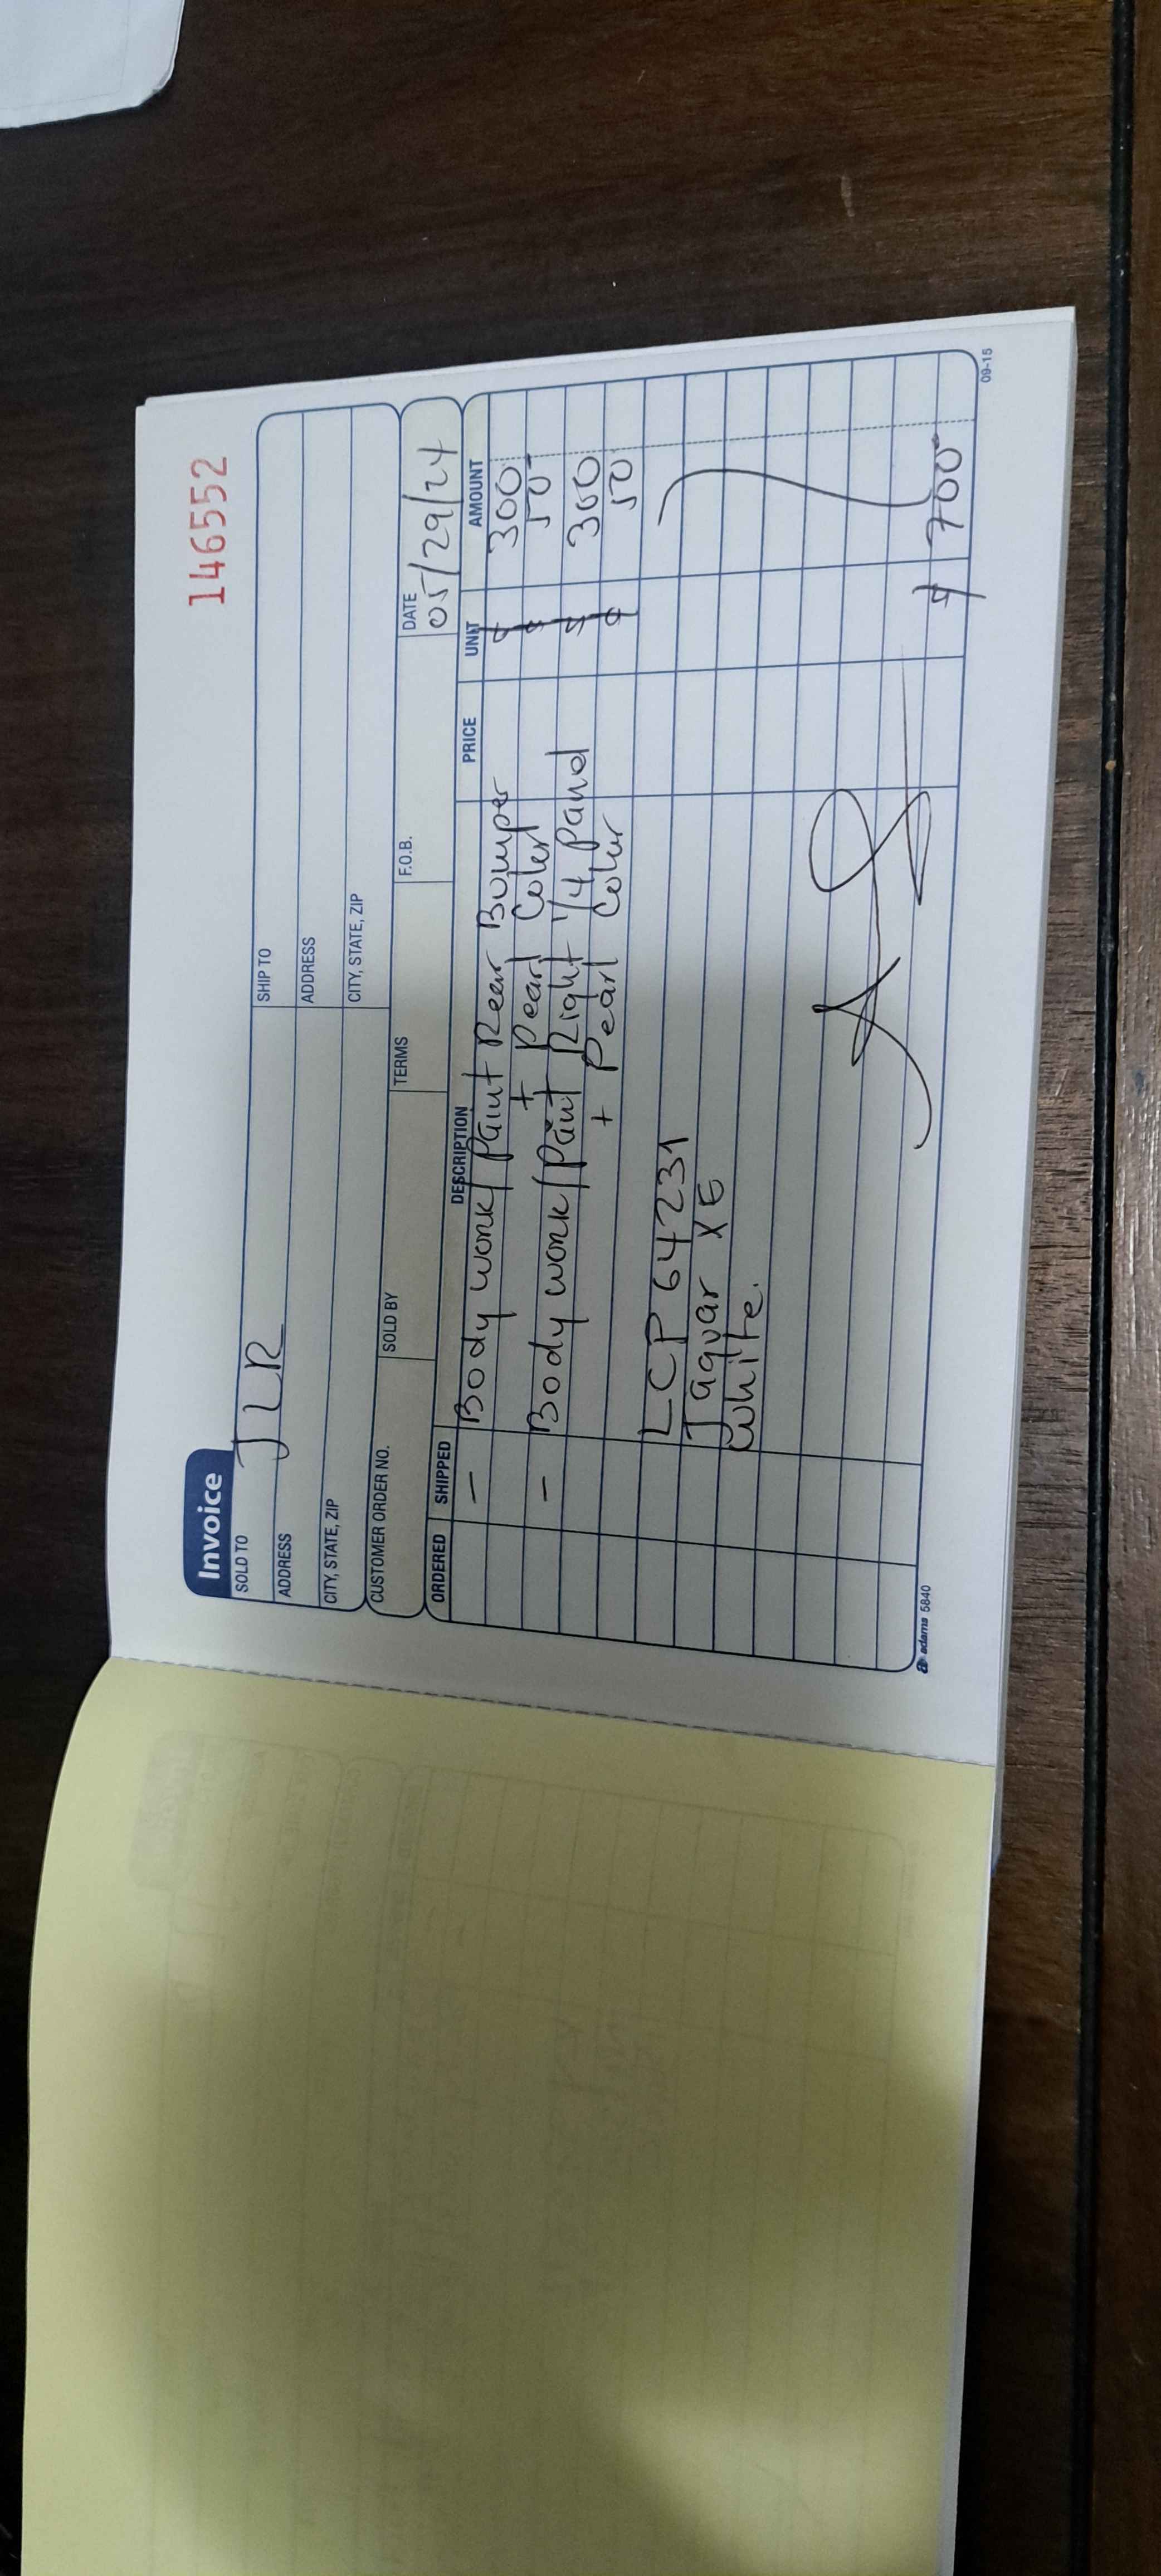 146552
Invoice
SOLD TO JLR
SHIP TO
ADDRESS
ADDRESS
CITY, STATE, ZIP
CITY, STATE, ZIP
CUSTOMER ORDER NO.
SOLD BY
TERMS
F.O.B.
DATE 05/29/24
ORDERED SHIPPED DESCRIPTION PRICE UNIT AMOUNT
- Body work/Paint Rear Bumper $ 300
+ Pearl Color $ 50
- Body work/Paint Right 1/4 Panel $ 300
+ Pearl Color $ 50
LCP 64231
Jaguar XE
White.
$ 700
adams 5840
09-15